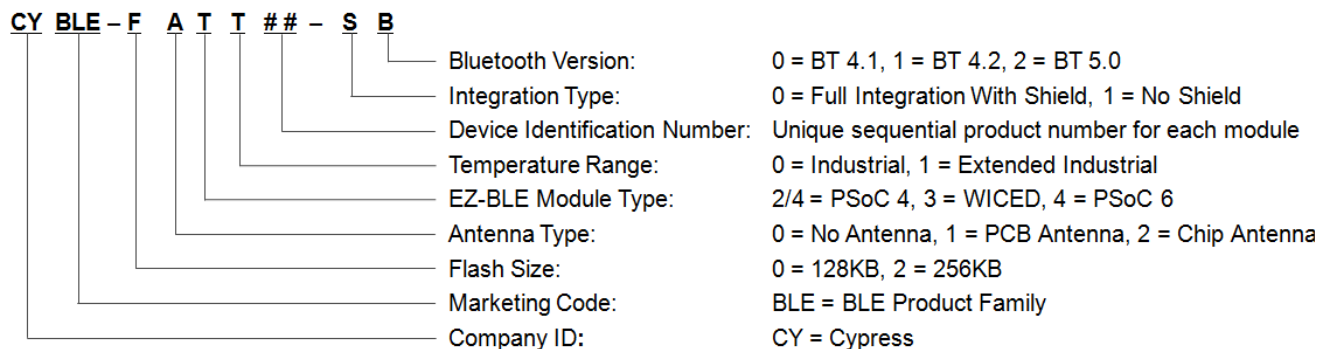 CY BLE – F A T T ## – S B
Bluetooth Version: 0 = BT 4.1, 1 = BT 4.2, 2 = BT 5.0
Integration Type: 0 = Full Integration With Shield, 1 = No Shield
Device Identification Number: Unique sequential product number for each module
Temperature Range: 0 = Industrial, 1 = Extended Industrial
EZ-BLE Module Type: 2/4 = PSoC 4, 3 = WICED, 4 = PSoC 6
Antenna Type: 0 = No Antenna, 1 = PCB Antenna, 2 = Chip Antenna
Flash Size: 0 = 128KB, 2 = 256KB
Marketing Code: BLE = BLE Product Family
Company ID: CY = Cypress